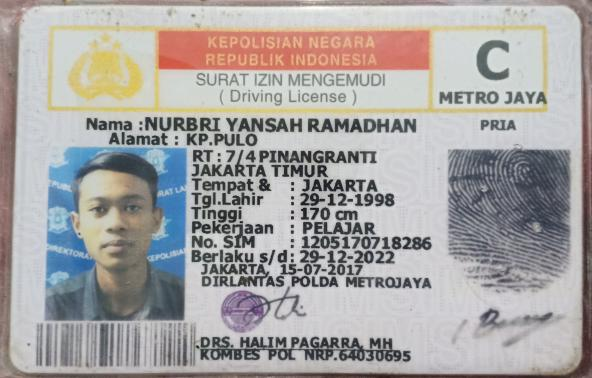 KEPOLISIAN NEGARA
REPUBLIK INDONESIA
SURAT IZIN MENGEMUDI
( Driving License )
C
METRO JAYA
Nama : NURBRI YANSAH RAMADHAN
PRIA
Alamat : KP.PULO
RT : 7/4 PINANGRANTI
JAKARTA TIMUR
Tempat & : JAKARTA
Tgl.Lahir : 29-12-1998
Tinggi : 170 cm
Pekerjaan : PELAJAR
No. SIM : 1205170718286
Berlaku s/d : 29-12-2022
JAKARTA, 15-07-2017
DIRLANTAS POLDA METROJAYA
DRS. HALIM PAGARRA, MH
KOMBES POL NRP.64030695